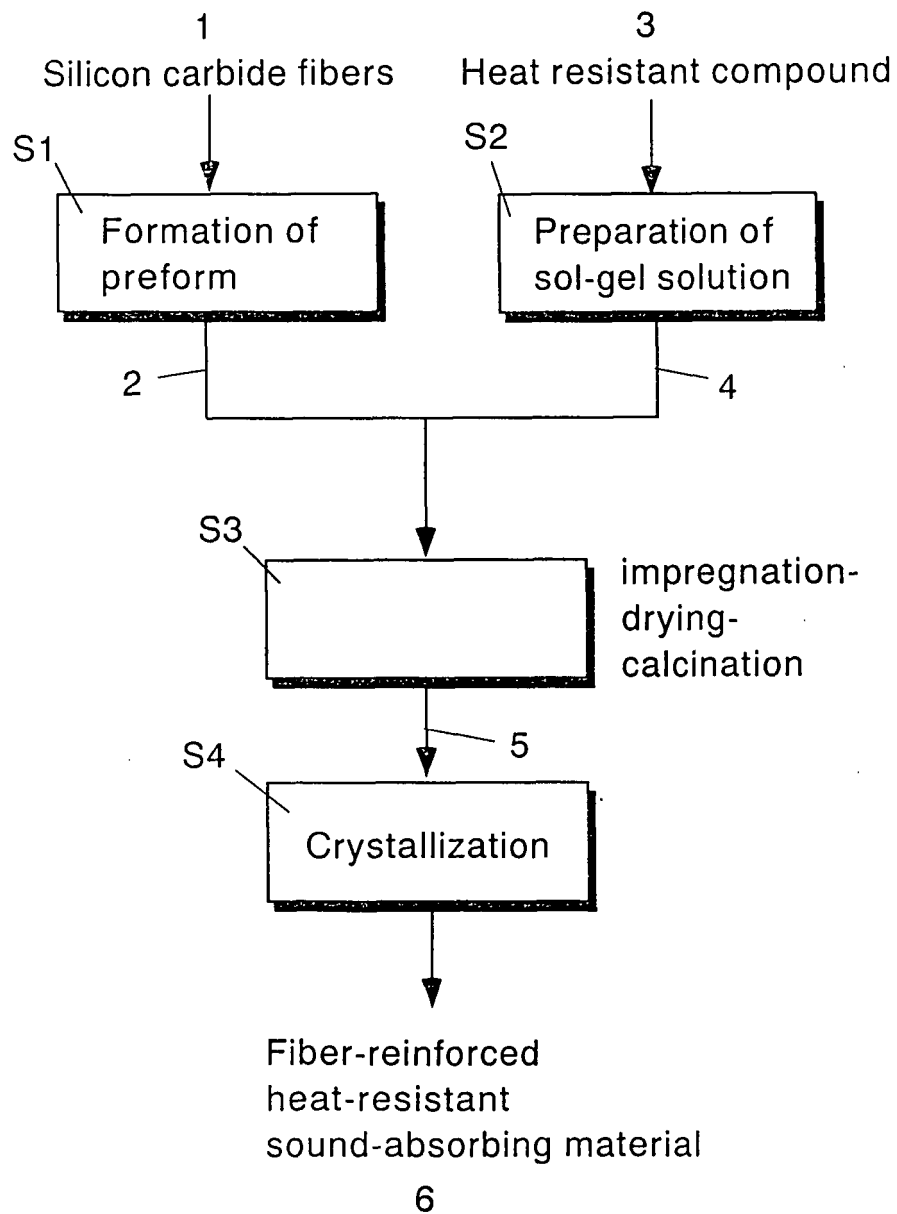 1
Silicon carbide fibers
3
Heat resistant compound
S1
Formation of
preform
S2
Preparation of
sol-gel solution
2
4
S3
impregnation-
drying-
calcination
5
S4
Crystallization
Fiber-reinforced
heat-resistant
sound-absorbing material
6